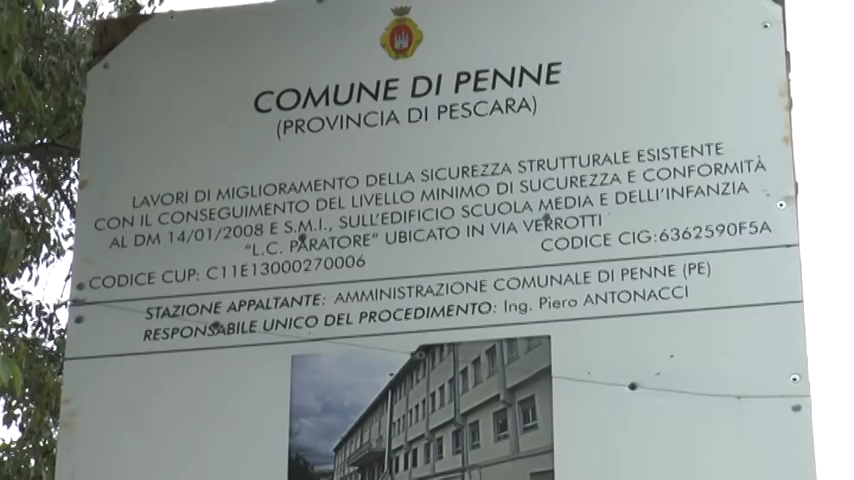 COMUNE DI PENNE
(PROVINCIA DI PESCARA)
LAVORI DI MIGLIORAMENTO DELLA SICUREZZA STRUTTURALE ESISTENTE
CON IL CONSEGUIMENTO DEL LIVELLO MINIMO DI SUCUREZZA E CONFORMITÀ
AL DM 14/01/2008 E S.M.I., SULL'EDIFICIO SCUOLA MEDIA E DELLI'INFANZIA
"L.C. PARATORE" UBICATO IN VIA VERROTTI
CODICE CUP: C11E13000270006 CODICE CIG:6362590F5A
STAZIONE APPALTANTE: AMMINISTRAZIONE COMUNALE DI PENNE (PE)
RESPONSABILE UNICO DEL PROCEDIMENTO: Ing. Piero ANTONACCI